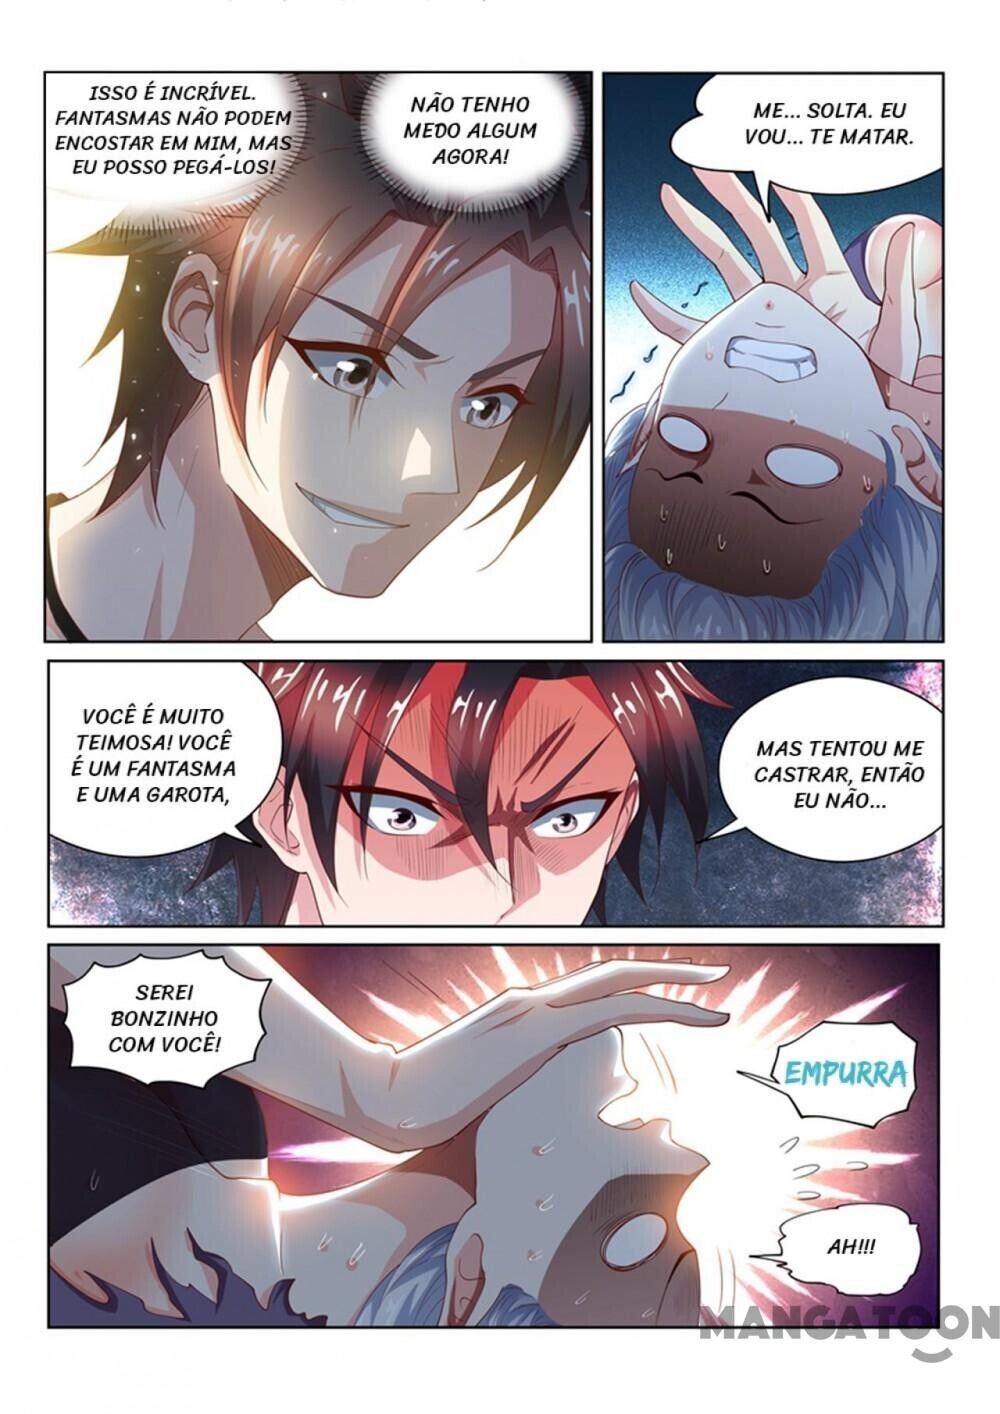 ISSO É INCRÍVEL.
FANTASMAS NÃO PODEM
ENCOSTAR EM MIM, MAS
EU POSSO PEGÁ-LOS!
NÃO TENHO
MEDO ALGUM
AGORA!
ME... SOLTA. EU
VOU... TE MATAR.
VOCÊ É MUITO
TEIMOSA! VOCÊ
É UM FANTASMA
E UMA GAROTA,
MAS TENTOU ME
CASTRAR, ENTÃO
EU NÃO...
SEREI
BONZINHO
COM VOCÊ!
EMPURRA
AH!!!
MANGATOON